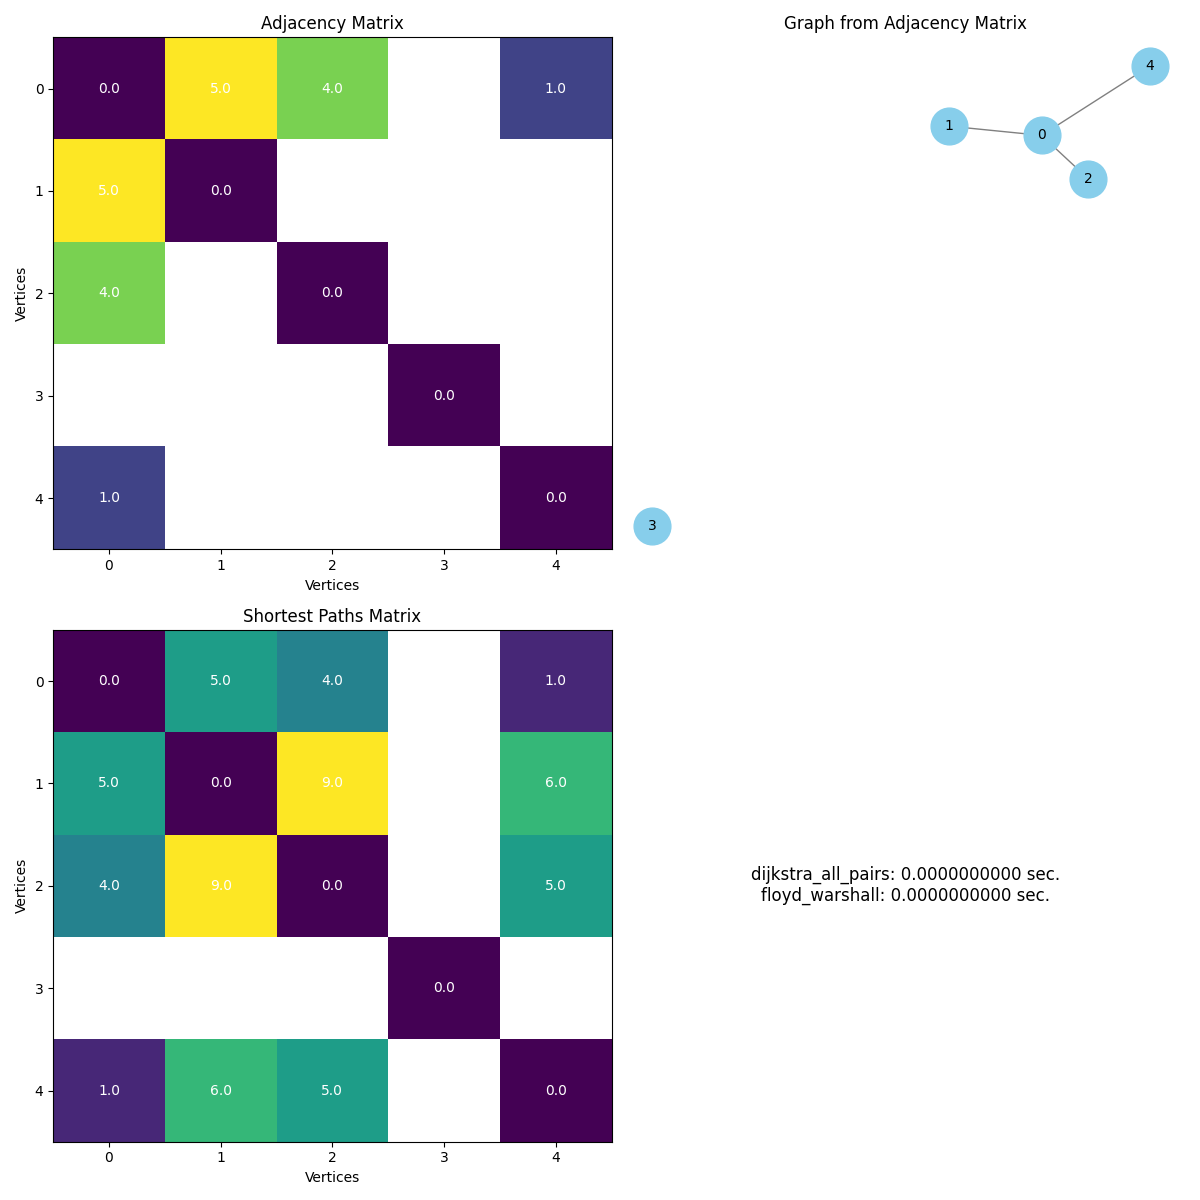 Adjacency Matrix
0 0.0 5.0 4.0 1.0
1 5.0 0.0
Vertices
2 4.0 0.0
3 0.0
4 1.0 0.0
0 1 2 3 4
Vertices
Graph from Adjacency Matrix
4
1 0
2
3
Shortest Paths Matrix
0 0.0 5.0 4.0 1.0
1 5.0 0.0 9.0 6.0
Vertices
2 4.0 9.0 0.0 5.0
3 0.0
4 1.0 6.0 5.0 0.0
0 1 2 3 4
Vertices
dijkstra_all_pairs: 0.0000000000 sec.
floyd_warshall: 0.0000000000 sec.